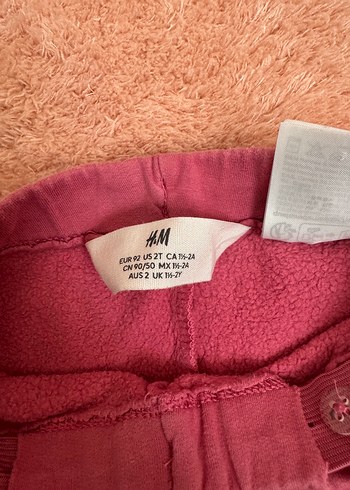 H&M
EUR 92 US 2T CA 1½-2A
CN 90/50 MX 1½-2A
AUS 2 UK 1½-2Y